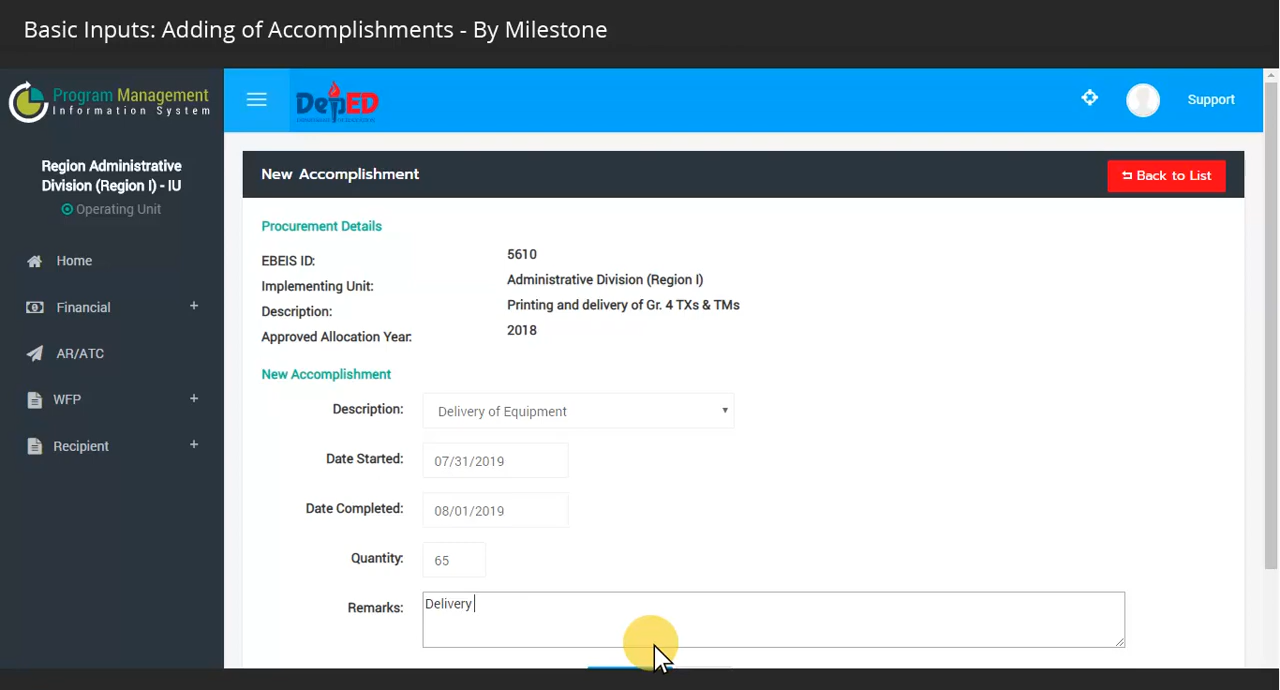 Basic Inputs: Adding of Accomplishments - By Milestone
Program Management
Information System
DepED
Support
Region Administrative
Division (Region I) - IU
Operating Unit
Home
Financial +
AR/ATC
WFP +
Recipient +
New Accomplishment
Back to List
Procurement Details
EBEIS ID: 5610
Implementing Unit: Administrative Division (Region I)
Description: Printing and delivery of Gr. 4 TXs & TMs
Approved Allocation Year: 2018
New Accomplishment
Description: Delivery of Equipment
Date Started: 07/31/2019
Date Completed: 08/01/2019
Quantity: 65
Remarks: Delivery